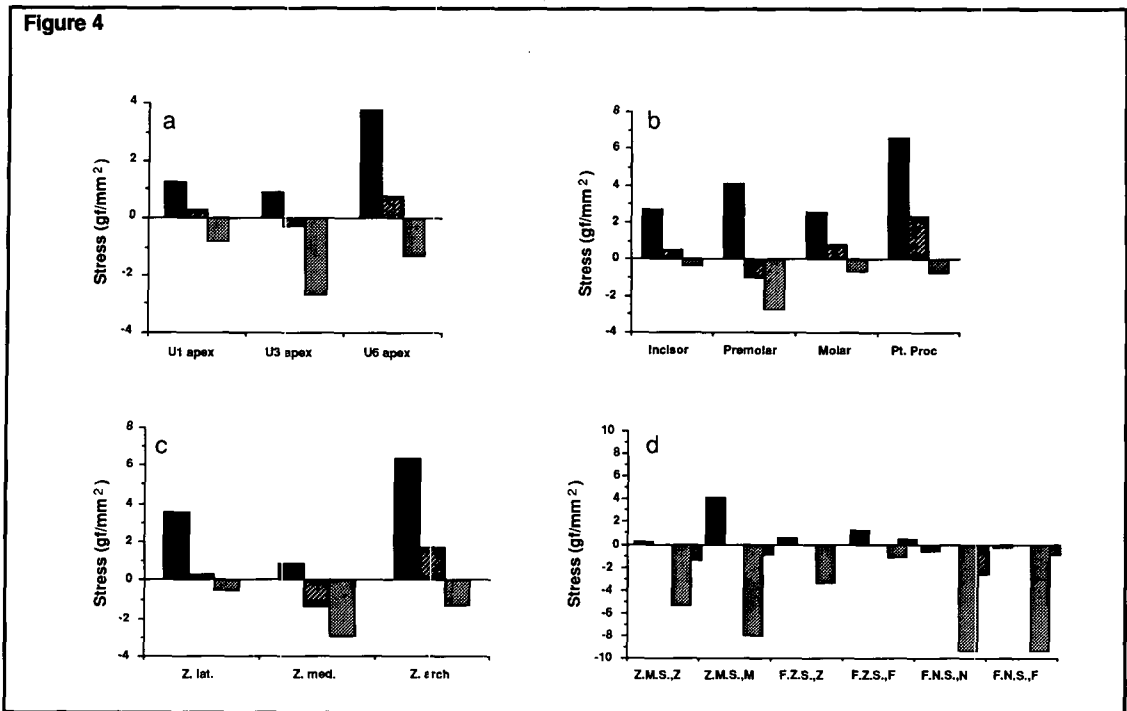 Figure 4
a
Stress (gf/mm²)
4
2
0
-2
-4
U1 apex U3 apex U6 apex
b
Stress (gf/mm²)
8
6
4
2
0
-2
-4
Incisor Premolar Molar Pt. Proc
c
Stress (gf/mm²)
8
6
4
2
0
-2
-4
Z. lat. Z. med. Z. arch
d
Stress (gf/mm²)
10
8
6
4
2
0
-2
-4
-6
-8
-10
Z.M.S.,Z Z.M.S.,M F.Z.S.,Z F.Z.S.,F F.N.S.,N F.N.S.,F